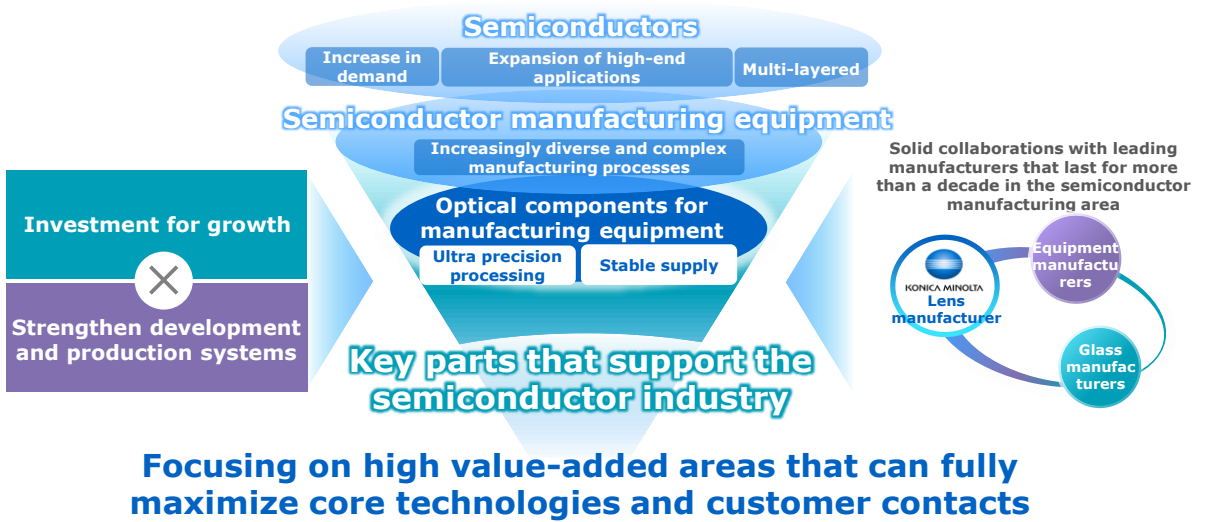 Semiconductors
Increase in
demand
Expansion of high-end
applications
Multi-layered
Semiconductor manufacturing equipment
Increasingly diverse and complex
manufacturing processes
Optical components for
manufacturing equipment
Ultra precision
processing
Stable supply
Key parts that support the
semiconductor industry
Investment for growth
Strengthen development
and production systems
Solid collaborations with leading
manufacturers that last for more
than a decade in the semiconductor
manufacturing area
KONICA MINOLTA
Lens
manufacturer
Equipment
manufactu
rers
Glass
manufac
turers
Focusing on high value-added areas that can fully
maximize core technologies and customer contacts